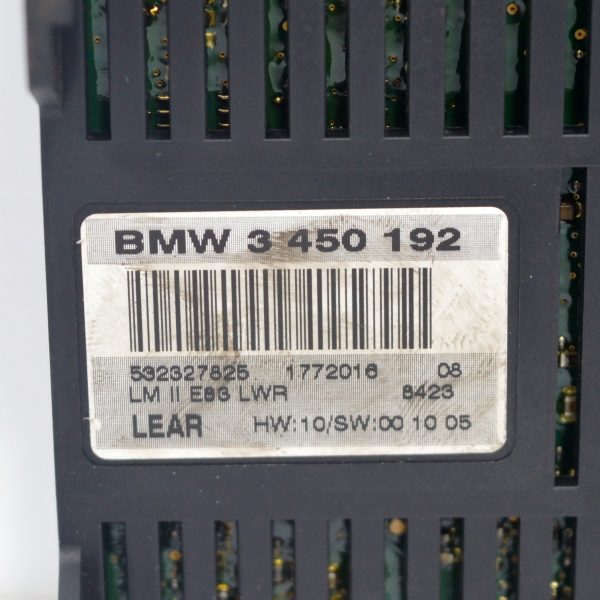 BMW 3 450 192
532327825 1772016 08
LM II E83 LWR 8423
LEAR HW:10/SW:00 10 05